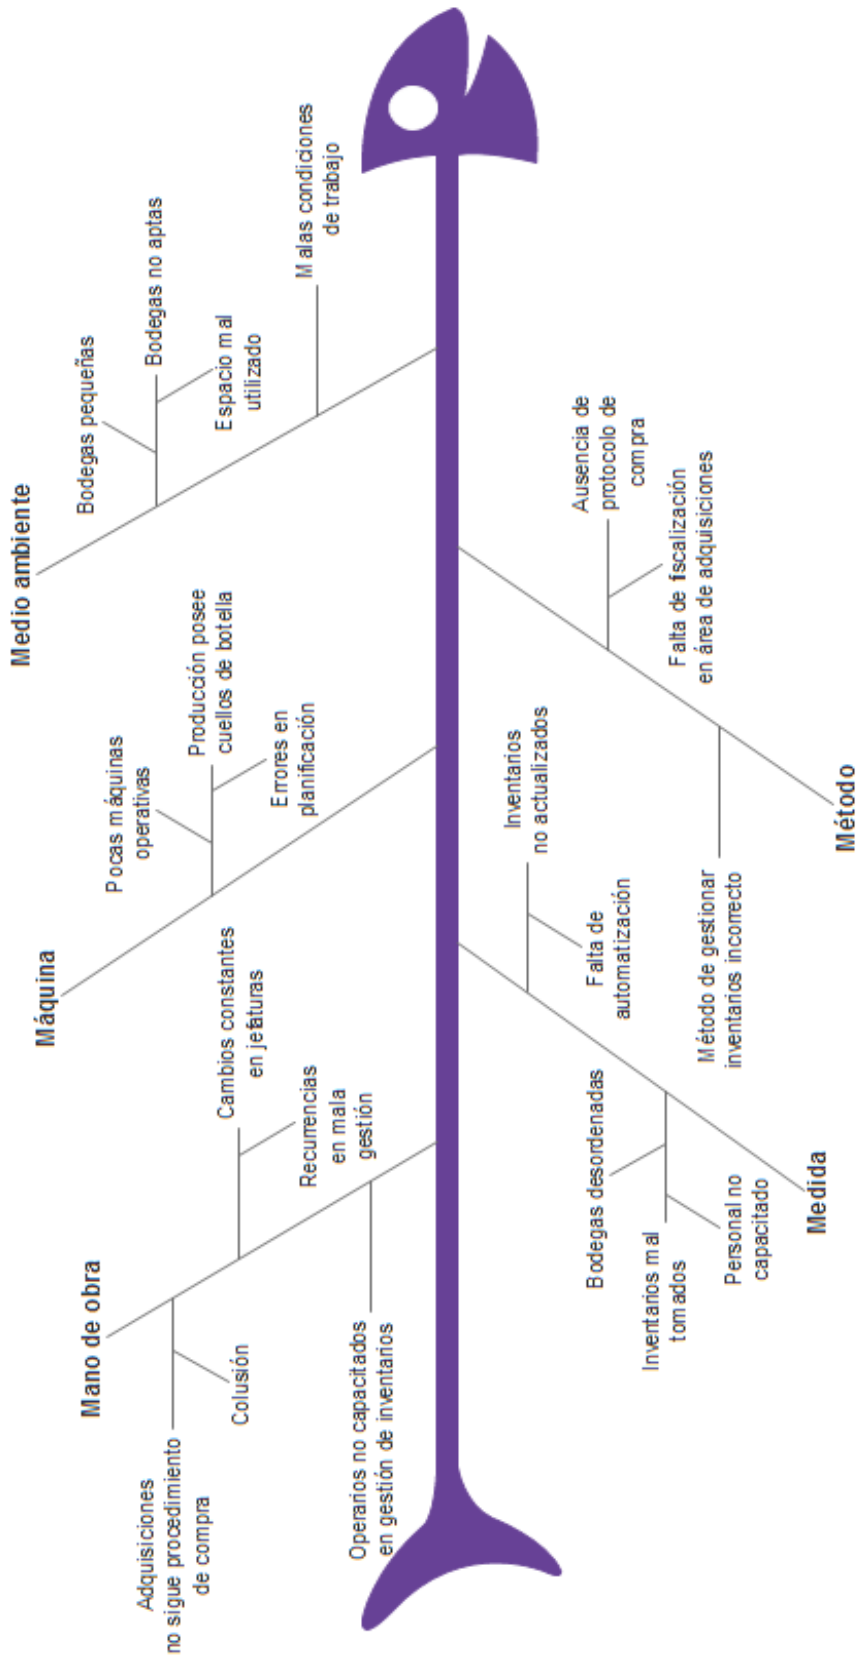 Mano de obra
Adquisiciones
no sigue procedimiento
de compra
Colusión
Cambios constantes
en jefaturas
Recurrencias
en mala
gestión
Operarios no capacitados
en gestión de inventarios
Máquina
Pocas máquinas
operativas
Producción posee
cuellos de botella
Errores en
planificación
Medio ambiente
Bodegas pequeñas
Bodegas no aptas
Espacio mal
utilizado
Malas condiciones
de trabajo
Inventarios
no actualizados
Falta de
automatización
Bodegas desordenadas
Inventarios mal
tomados
Personal no
capacitado
Medida
Ausencia de
protocolo de
compra
Falta de fiscalización
en área de adquisiciones
Método de gestionar
inventarios incorrecto
Método